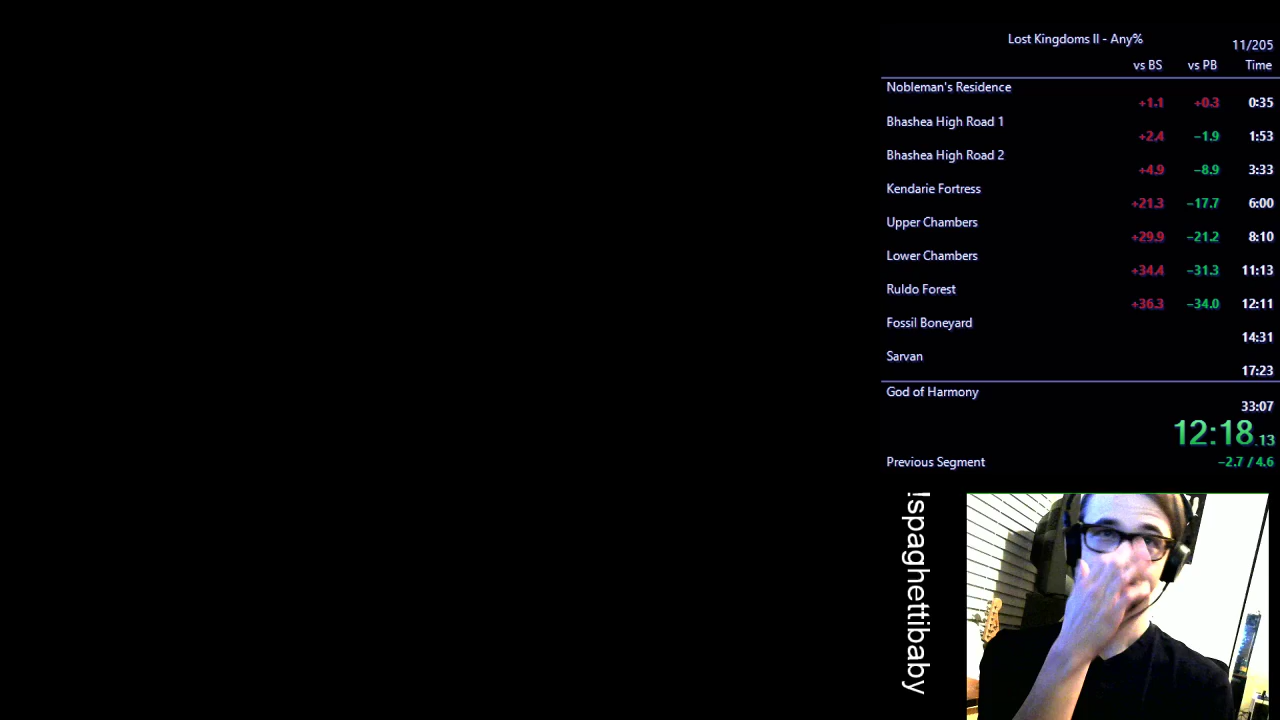 Lost Kingdoms II - Any%
11/205
vs BS vs PB Time
Nobleman's Residence
+1.1 +0.3 0:35
Bhashea High Road 1
+2.4 −1.9 1:53
Bhashea High Road 2
+4.9 −8.9 3:33
Kendarie Fortress
+21.3 −17.7 6:00
Upper Chambers
+29.9 −21.2 8:10
Lower Chambers
+34.4 −31.3 11:13
Ruldo Forest
+36.3 −34.0 12:11
Fossil Boneyard
14:31
Sarvan
17:23
God of Harmony
33:07
12:18.13
Previous Segment −2.7 / 4.6
!spaghettibaby